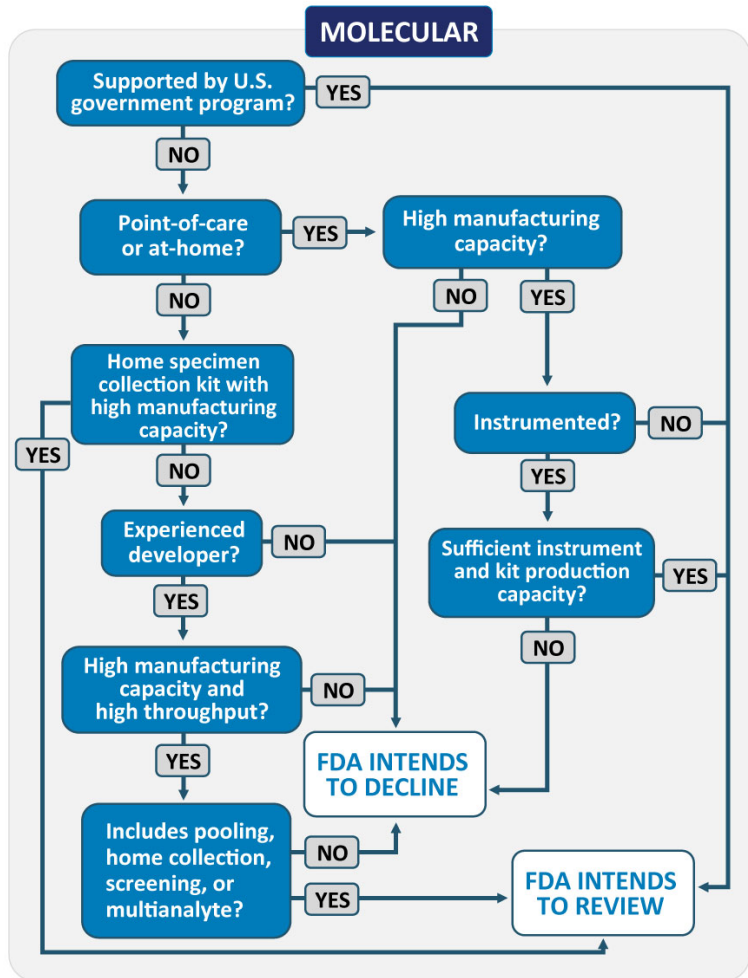 MOLECULAR
Supported by U.S.
government program?
YES
NO
Point-of-care
or at-home?
YES
High manufacturing
capacity?
NO
NO
YES
Home specimen
collection kit with
high manufacturing
capacity?
Instrumented?
NO
YES
NO
YES
Experienced
developer?
NO
Sufficient instrument
and kit production
capacity?
YES
YES
NO
High manufacturing
capacity and
high throughput?
NO
YES
FDA INTENDS
TO DECLINE
Includes pooling,
home collection,
screening, or
multianalyte?
NO
YES
FDA INTENDS
TO REVIEW